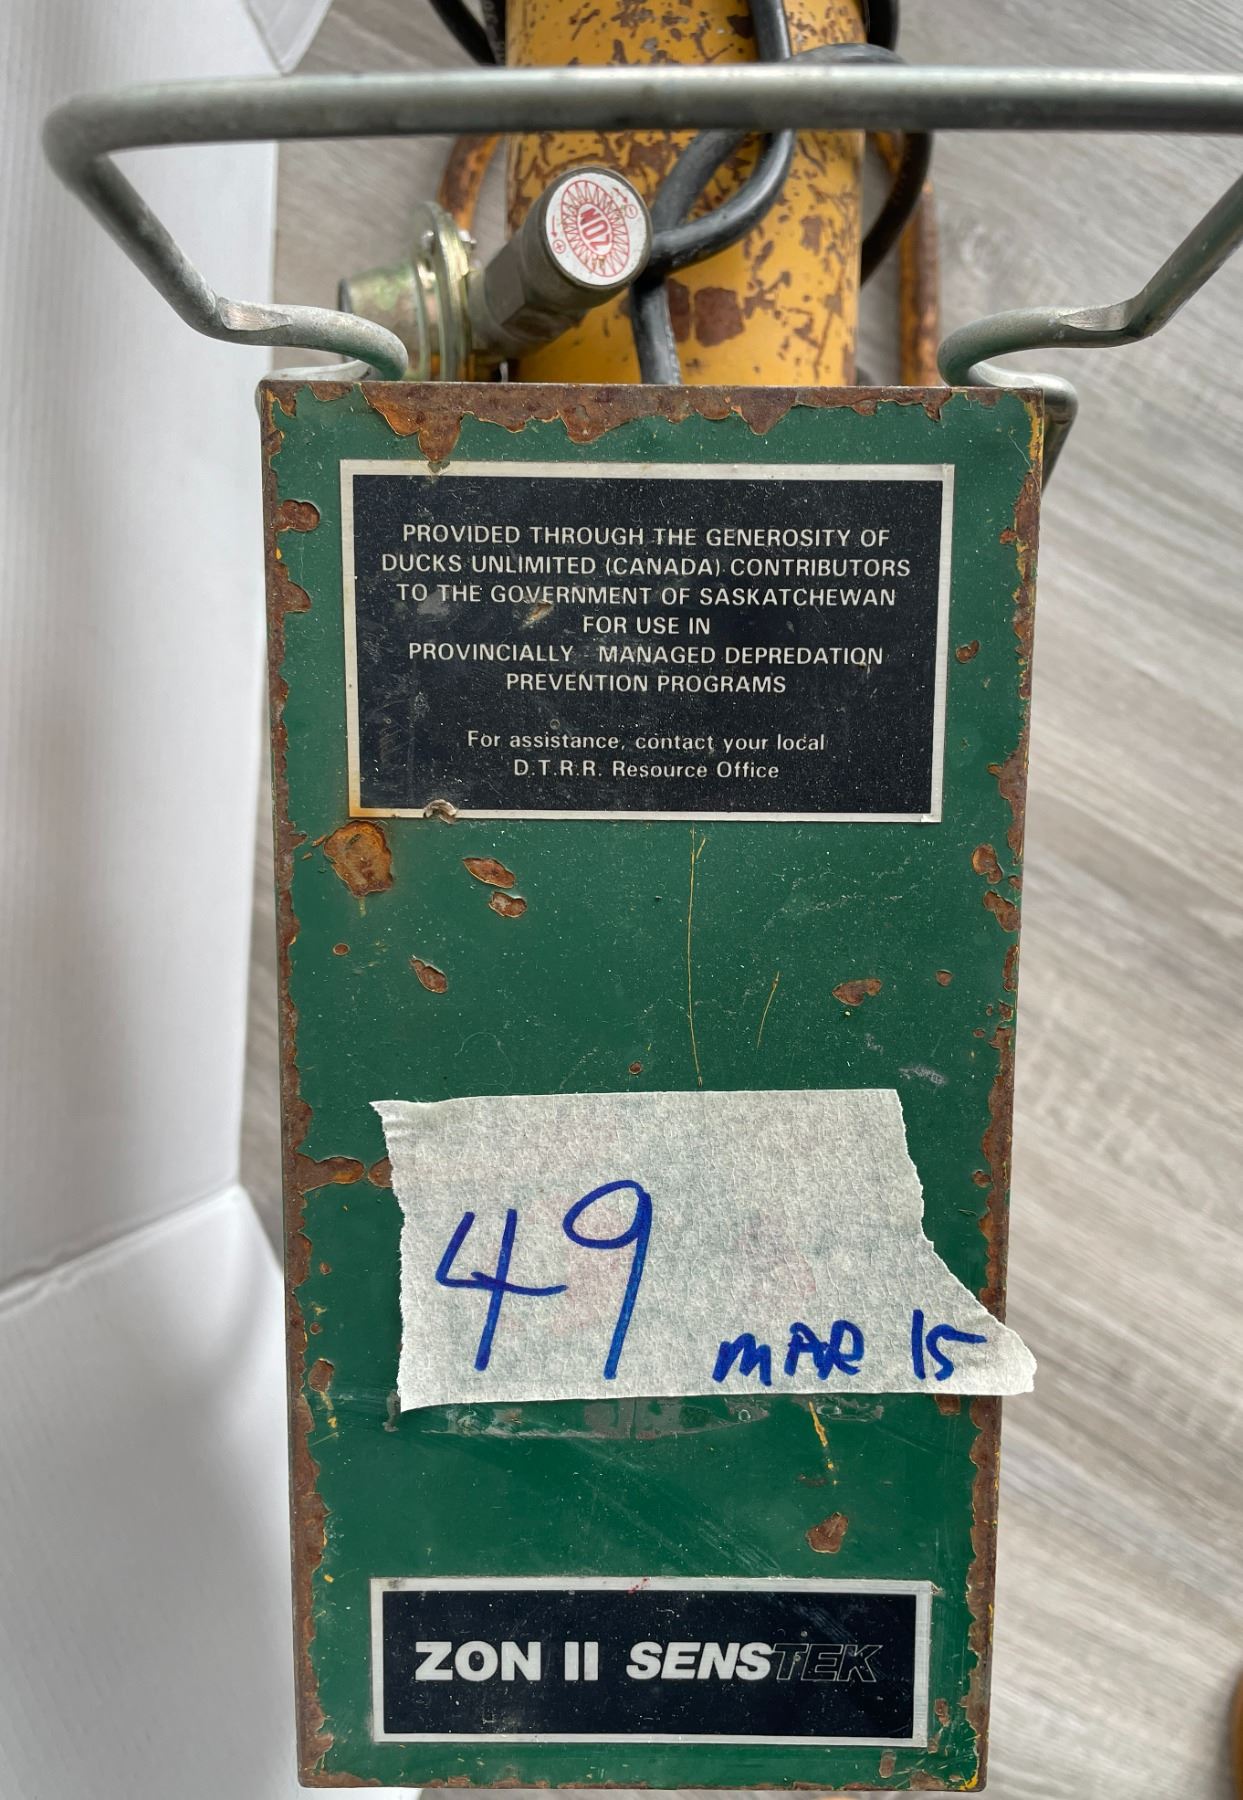 ZON
PROVIDED THROUGH THE GENEROSITY OF
DUCKS UNLIMITED (CANADA) CONTRIBUTORS
TO THE GOVERNMENT OF SASKATCHEWAN
FOR USE IN
PROVINCIALLY - MANAGED DEPREDATION
PREVENTION PROGRAMS
For assistance, contact your local
D.T.R.R. Resource Office
49 MAR 15
ZON II SENSTEK